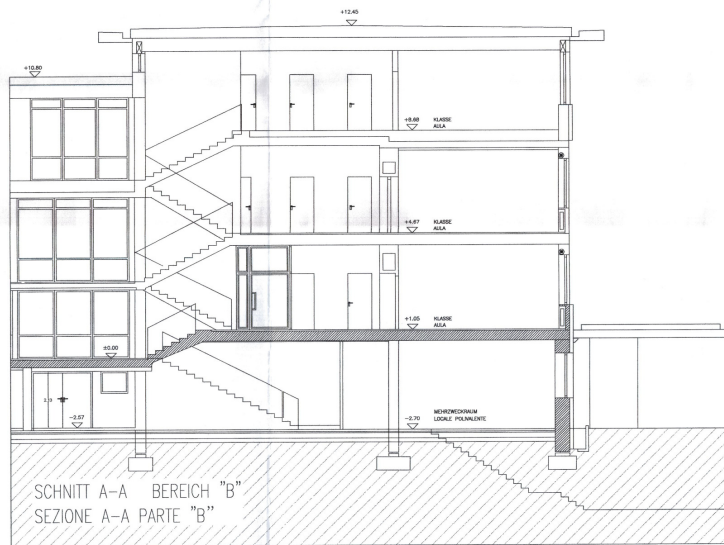 +12.45
+10.80
+8.68 KLASSE
AULA
+4.67 KLASSE
AULA
+1.05 KLASSE
AULA
±0.00
-2.57
-2.70 MEHRZWECKRAUM
LOCALE POLIVALENTE
SCHNITT A-A BEREICH "B"
SEZIONE A-A PARTE "B"